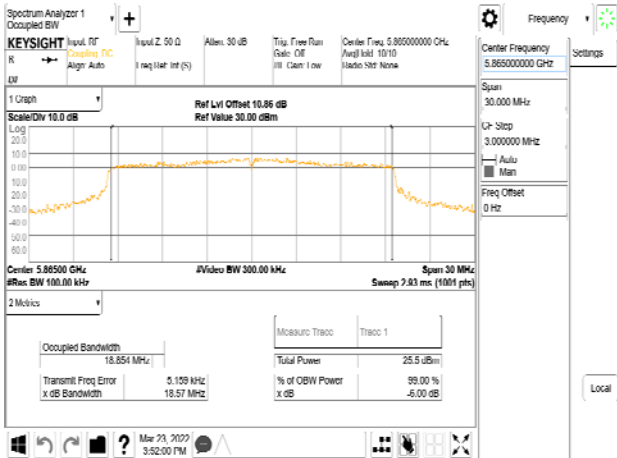 Spectrum Analyzer 1
Occupied BW
Frequency
KEYSIGHT
Input: RF
Input Z: 50 Ω
Atten: 30 dB
Trig: Free Run
Center Freq: 5.865000000 GHz
Coupling: DC
Gate: Off
Avg|Hold: 10/10
R
Align: Auto
Freq Ref: Int (S)
#IF Gain: Low
Radio Std: None
Center Frequency
5.865000000 GHz
Settings
Span
30.000 MHz
CF Step
3.000000 MHz
Auto
Man
Freq Offset
0 Hz
1 Graph
Scale/Div 10.0 dB
Ref Lvl Offset 10.86 dB
Ref Value 30.00 dBm
Log
20.0
10.0
0.00
10.0
20.0
-30.0
-40.0
50.0
60.0
Center 5.86500 GHz
#Video BW 300.00 kHz
Span 30 MHz
#Res BW 100.00 kHz
Sweep 2.93 ms (1001 pts)
2 Metrics
Measure Trace
Trace 1
Occupied Bandwidth
18.854 MHz
Total Power
25.5 dBm
Transmit Freq Error
5.159 kHz
% of OBW Power
99.00 %
x dB Bandwidth
18.57 MHz
x dB
-6.00 dB
Local
Mar 23, 2022
3:52:00 PM